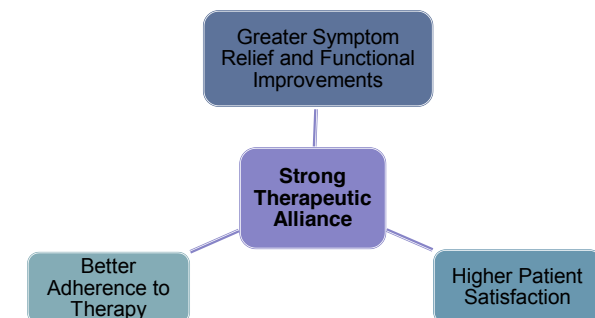 Greater Symptom
Relief and Functional
Improvements
Strong
Therapeutic
Alliance
Better
Adherence to
Therapy
Higher Patient
Satisfaction